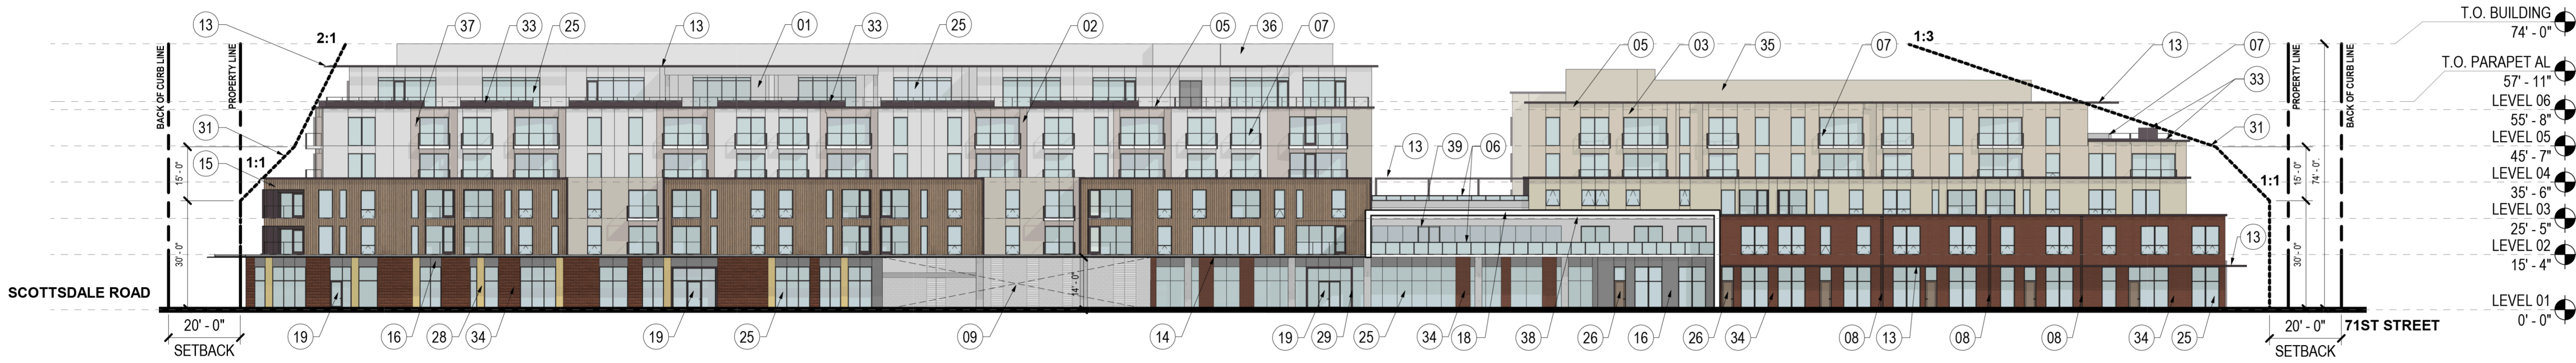 13
2:1
37
33
25
13
01
33
25
02
05
36
07
05
03
35
07
1:3
13
07
33
T.O. BUILDING
74' - 0"
T.O. PARAPET AL
57' - 11"
LEVEL 06
55' - 8"
LEVEL 05
45' - 7"
LEVEL 04
35' - 6"
LEVEL 03
25' - 5"
LEVEL 02
15' - 4"
LEVEL 01
0' - 0"
BACK OF CURB LINE
PROPERTY LINE
PROPERTY LINE
BACK OF CURB LINE
31
15
1:1
15' - 0"
30' - 0"
13
39
06
31
1:1
15' - 0"
74' - 0"
30' - 0"
13
14' - 0"
SCOTTSDALE ROAD
20' - 0"
SETBACK
19
16
28
34
19
25
09
14
19
29
25
34
18
38
26
16
26
34
08
13
08
08
34
25
20' - 0"
SETBACK
71ST STREET